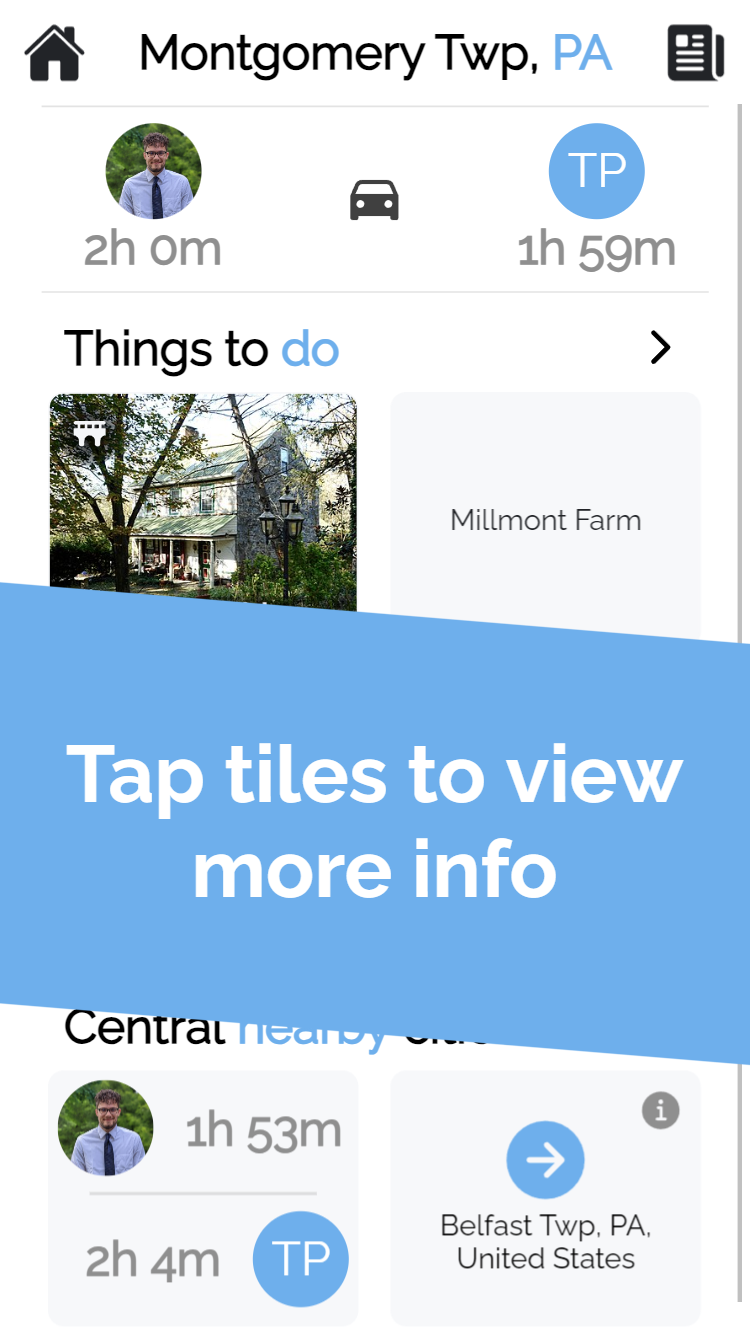 Montgomery Twp, PA
2h 0m
TP
1h 59m
Things to do
Millmont Farm
Tap tiles to view
more info
Central nearby
1h 53m
2h 4m
TP
Belfast Twp, PA,
United States